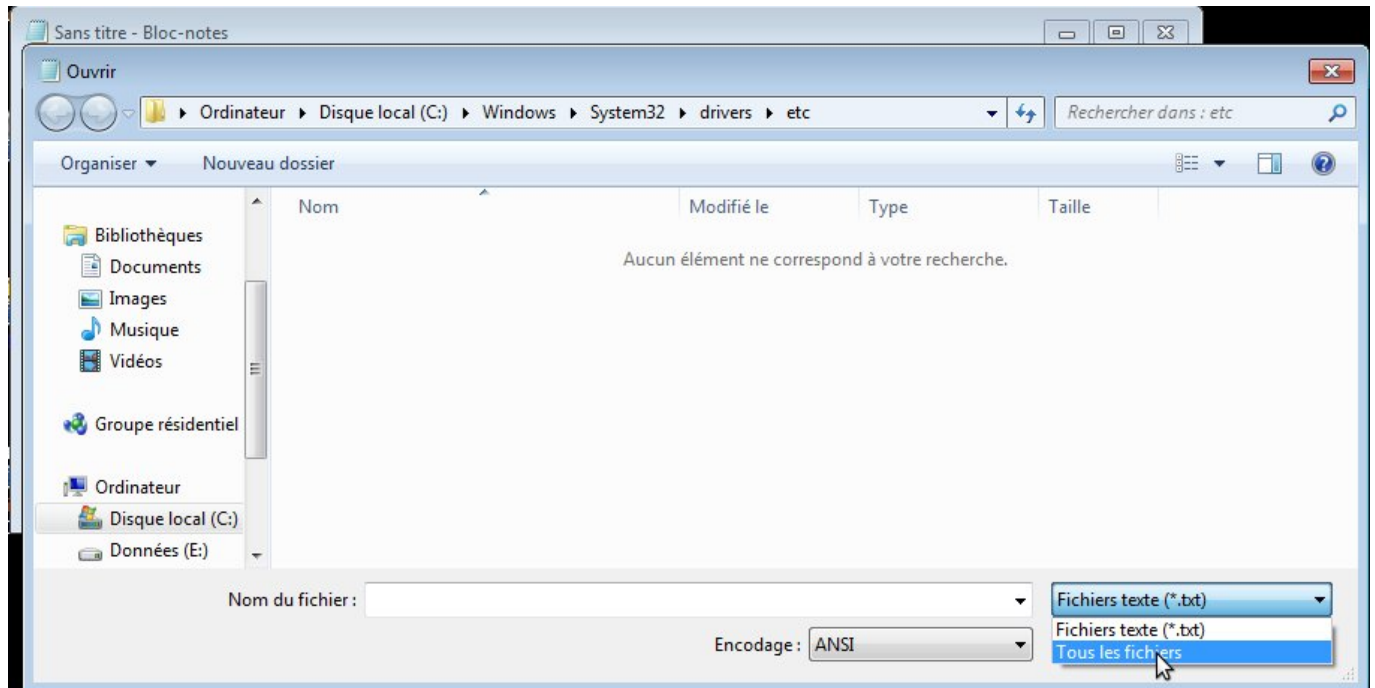 Sans titre - Bloc-notes
Ouvrir
Ordinateur Disque local (C:) Windows System32 drivers etc
Rechercher dans : etc
Organiser Nouveau dossier
Nom Modifié le Type Taille
Aucun élément ne correspond à votre recherche.
Bibliothèques
Documents
Images
Musique
Vidéos
Groupe résidentiel
Ordinateur
Disque local (C:)
Données (E:)
Nom du fichier :
Fichiers texte (*.txt)
Fichiers texte (*.txt)
Tous les fichiers
Encodage : ANSI